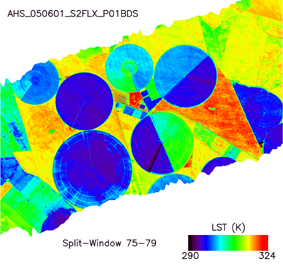 AHS_050601_S2FLX_P01BDS
Split-Window 75-79
LST (K)
290 324